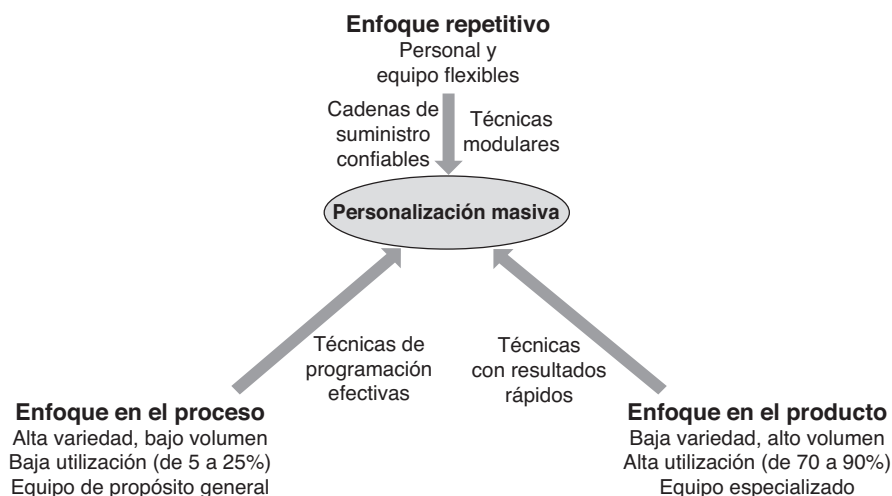 Enfoque repetitivo
Personal y
equipo flexibles
Cadenas de
suministro
confiables
Técnicas
modulares
Personalización masiva
Técnicas de
programación
efectivas
Técnicas
con resultados
rápidos
Enfoque en el proceso
Alta variedad, bajo volumen
Baja utilización (de 5 a 25%)
Equipo de propósito general
Enfoque en el producto
Baja variedad, alto volumen
Alta utilización (de 70 a 90%)
Equipo especializado